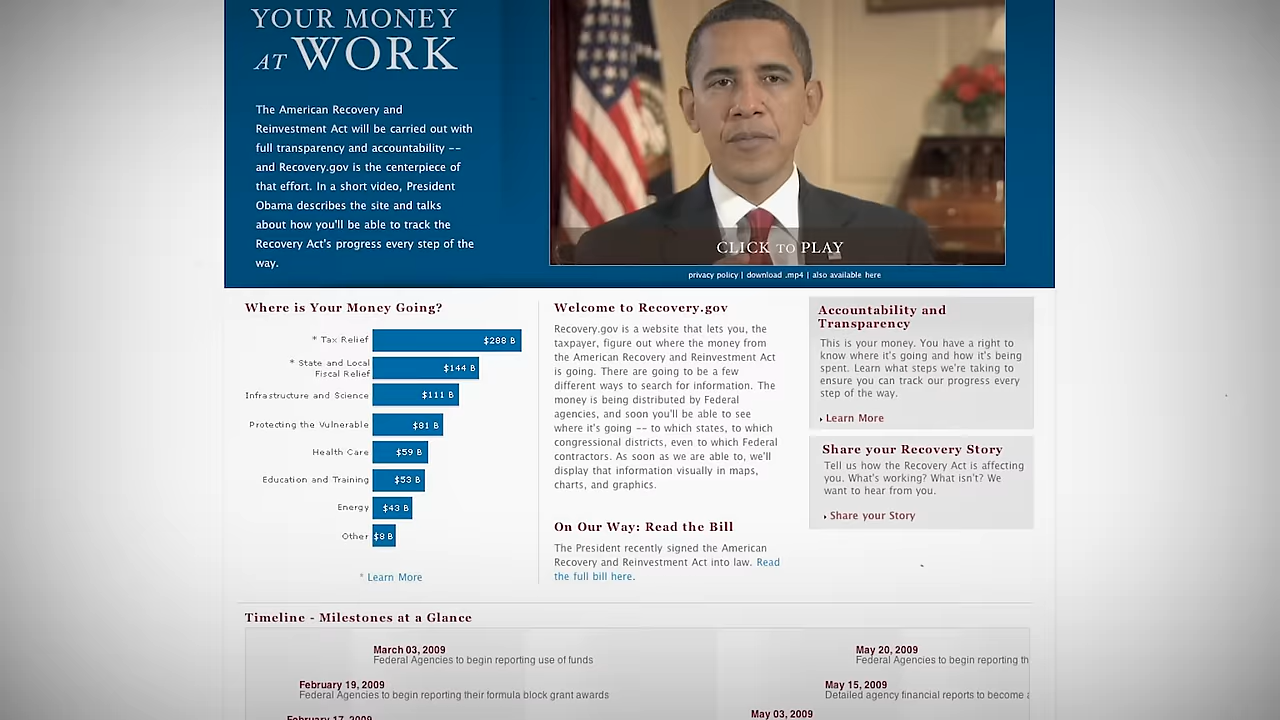 YOUR MONEY
AT WORK
The American Recovery and
Reinvestment Act will be carried out with
full transparency and accountability --
and Recovery.gov is the centerpiece of
that effort. In a short video, President
Obama describes the site and talks
about how you'll be able to track the
Recovery Act's progress every step of the
way.
CLICK TO PLAY
privacy policy | download .mp4 | also available here
Where is Your Money Going?
* Tax Relief $288 B
* State and Local
Fiscal Relief $144 B
Infrastructure and Science $111 B
Protecting the Vulnerable $81 B
Health Care $59 B
Education and Training $53 B
Energy $43 B
Other $8 B
* Learn More
Welcome to Recovery.gov
Recovery.gov is a website that lets you, the
taxpayer, figure out where the money from
the American Recovery and Reinvestment Act
is going. There are going to be a few
different ways to search for information. The
money is being distributed by Federal
agencies, and soon you'll be able to see
where it's going -- to which states, to which
congressional districts, even to which Federal
contractors. As soon as we are able to, we'll
display that information visually in maps,
charts, and graphics.
On Our Way: Read the Bill
The President recently signed the American
Recovery and Reinvestment Act into law. Read
the full bill here.
Accountability and
Transparency
This is your money. You have a right to
know where it's going and how it's being
spent. Learn what steps we're taking to
ensure you can track our progress every
step of the way.
Learn More
Share your Recovery Story
Tell us how the Recovery Act is affecting
you. What's working? What isn't? We
want to hear from you.
Share your Story
Timeline - Milestones at a Glance
March 03, 2009
Federal Agencies to begin reporting use of funds
February 19, 2009
Federal Agencies to begin reporting their formula block grant awards
February 17, 2009
May 20, 2009
Federal Agencies to begin reporting th
May 15, 2009
Detailed agency financial reports to become a
May 03, 2009